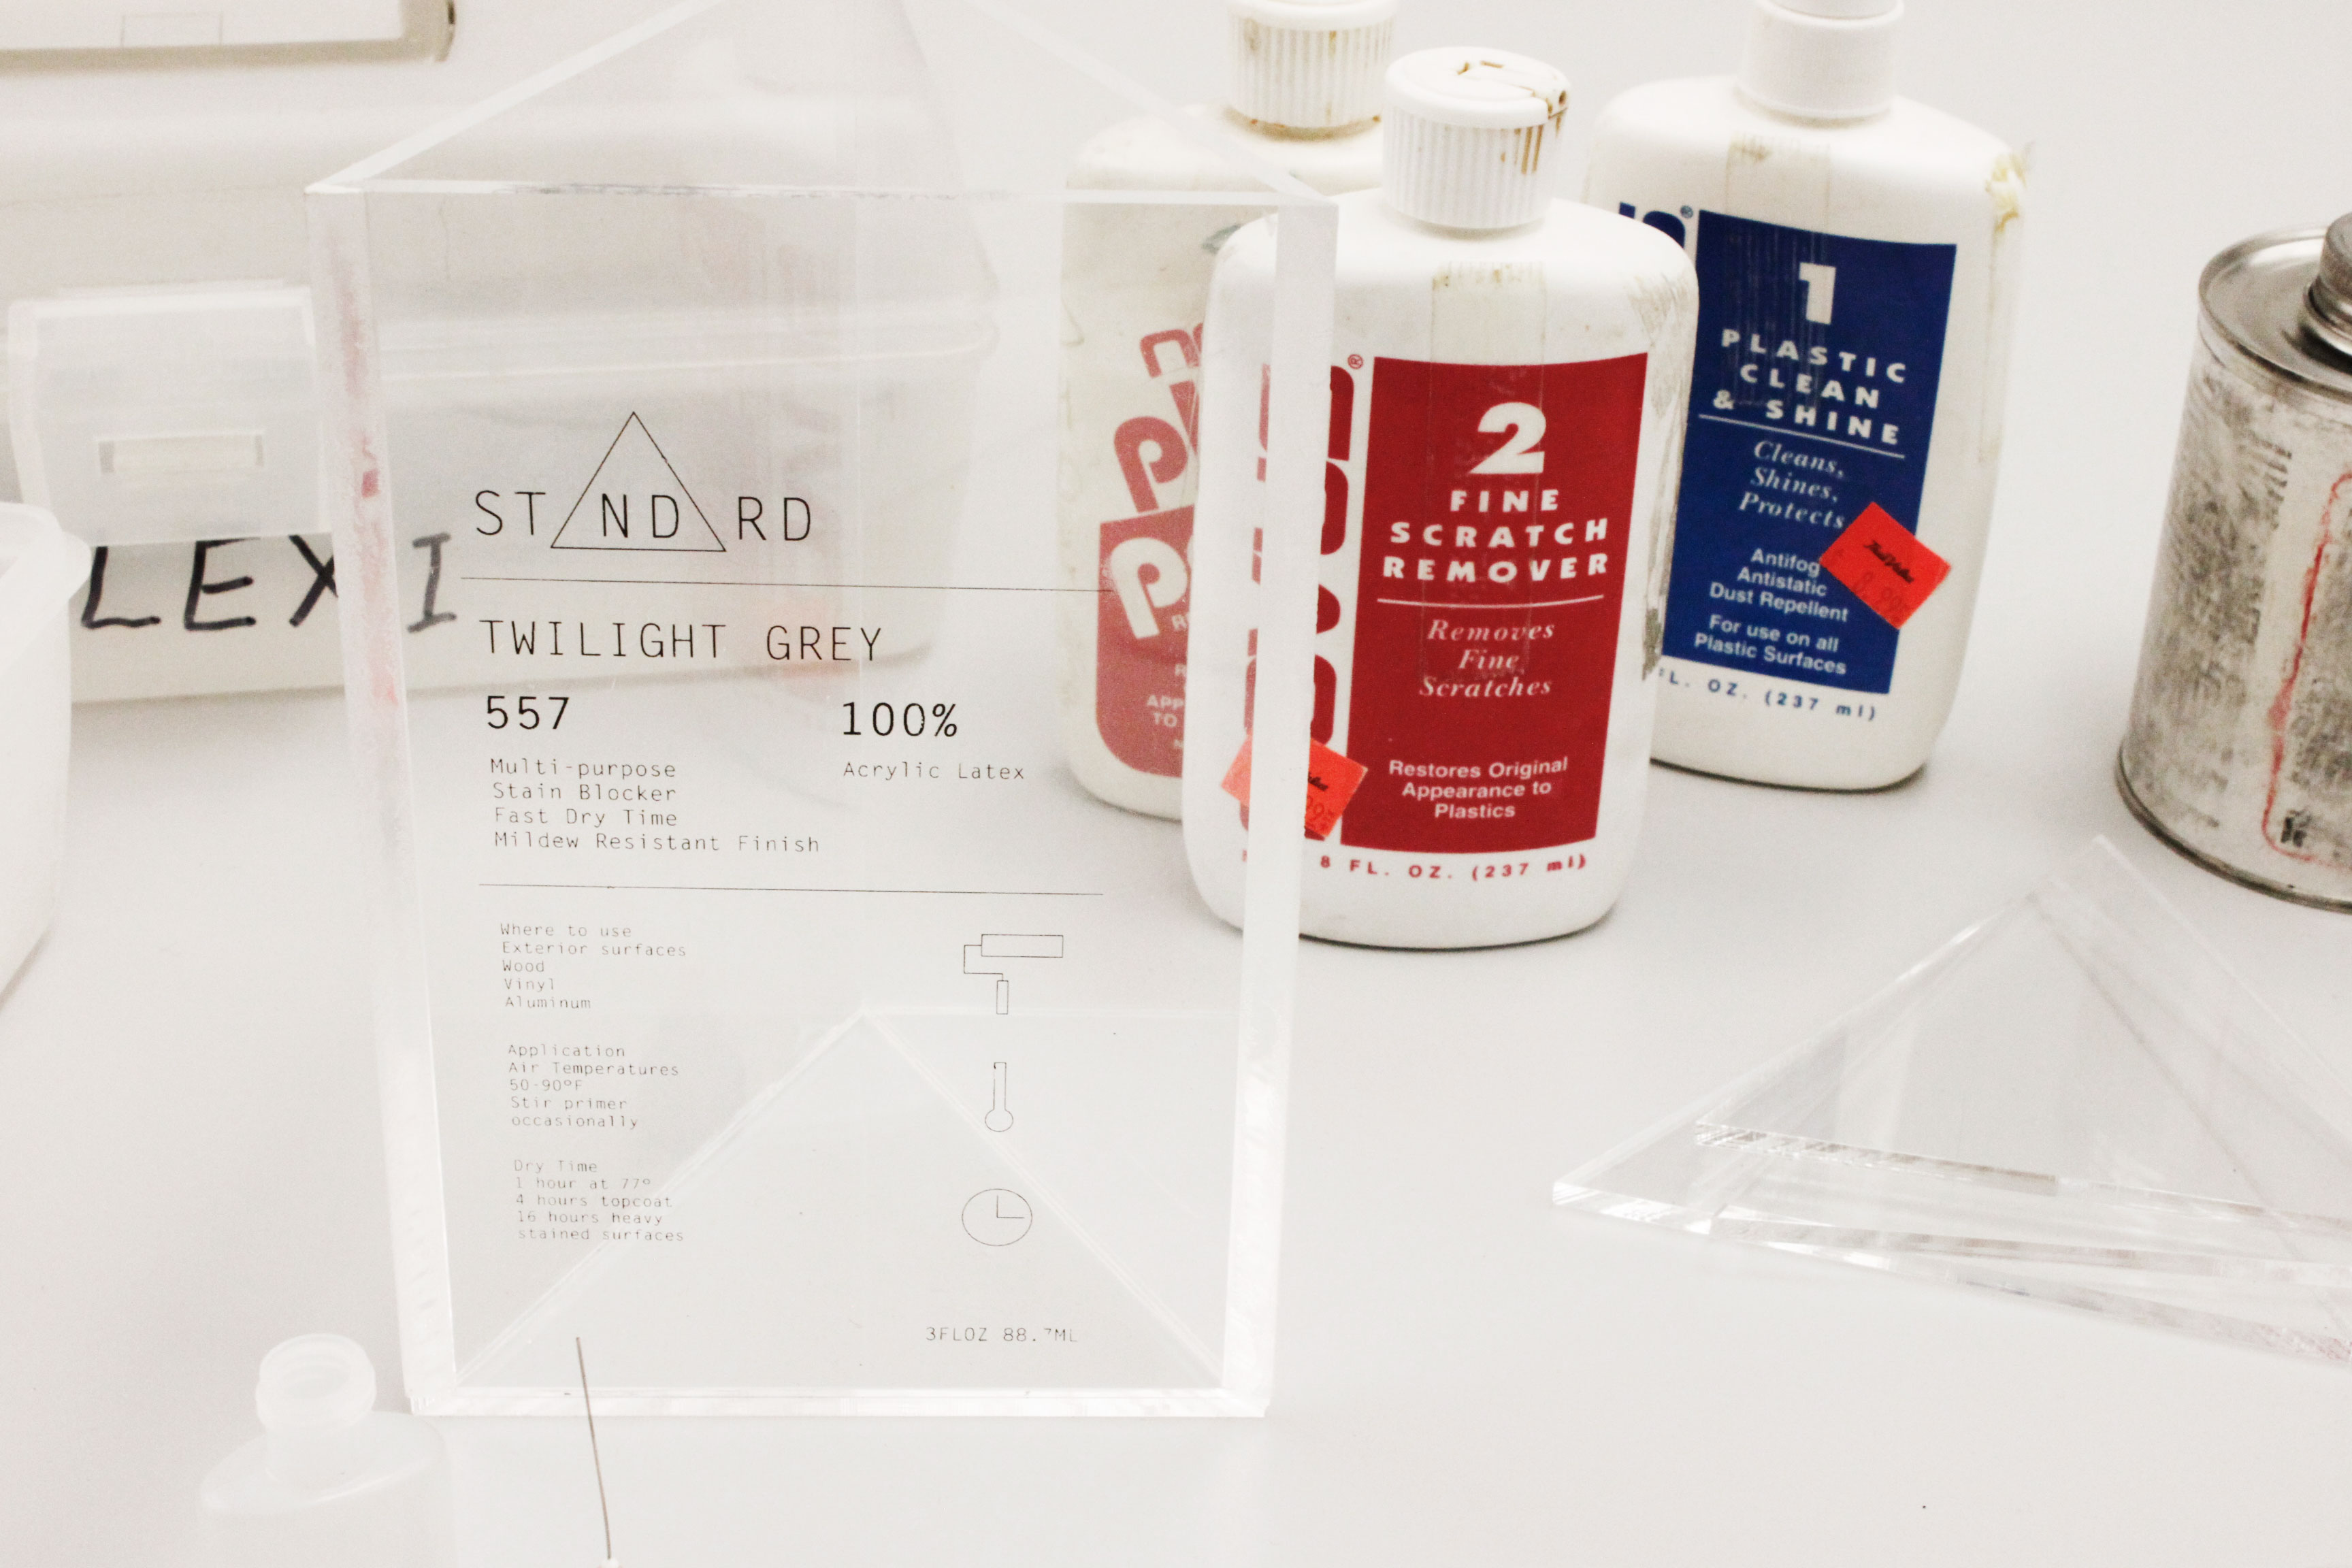 ST ND RD
TWILIGHT GREY
557
Multi-purpose
Stain Blocker
Fast Dry Time
Mildew Resistant Finish
100%
Acrylic Latex
Where to use
Exterior surfaces
Wood
Vinyl
Aluminum
Application
Air Temperatures
50-90°F
Stir primer
occasionally
Dry Time
1 hour at 77°
4 hours topcoat
16 hours heavy
stained surfaces
3FLOZ 88.7ML
LEXI
2
FINE
SCRATCH
REMOVER
Removes
Fine
Scratches
Restores Original
Appearance to
Plastics
8 FL. OZ. (237 ml)
1
PLASTIC
CLEAN
& SHINE
Cleans,
Shines,
Protects
Antifog
Antistatic
Dust Repellent
For use on all
Plastic Surfaces
FL. OZ. (237 ml)